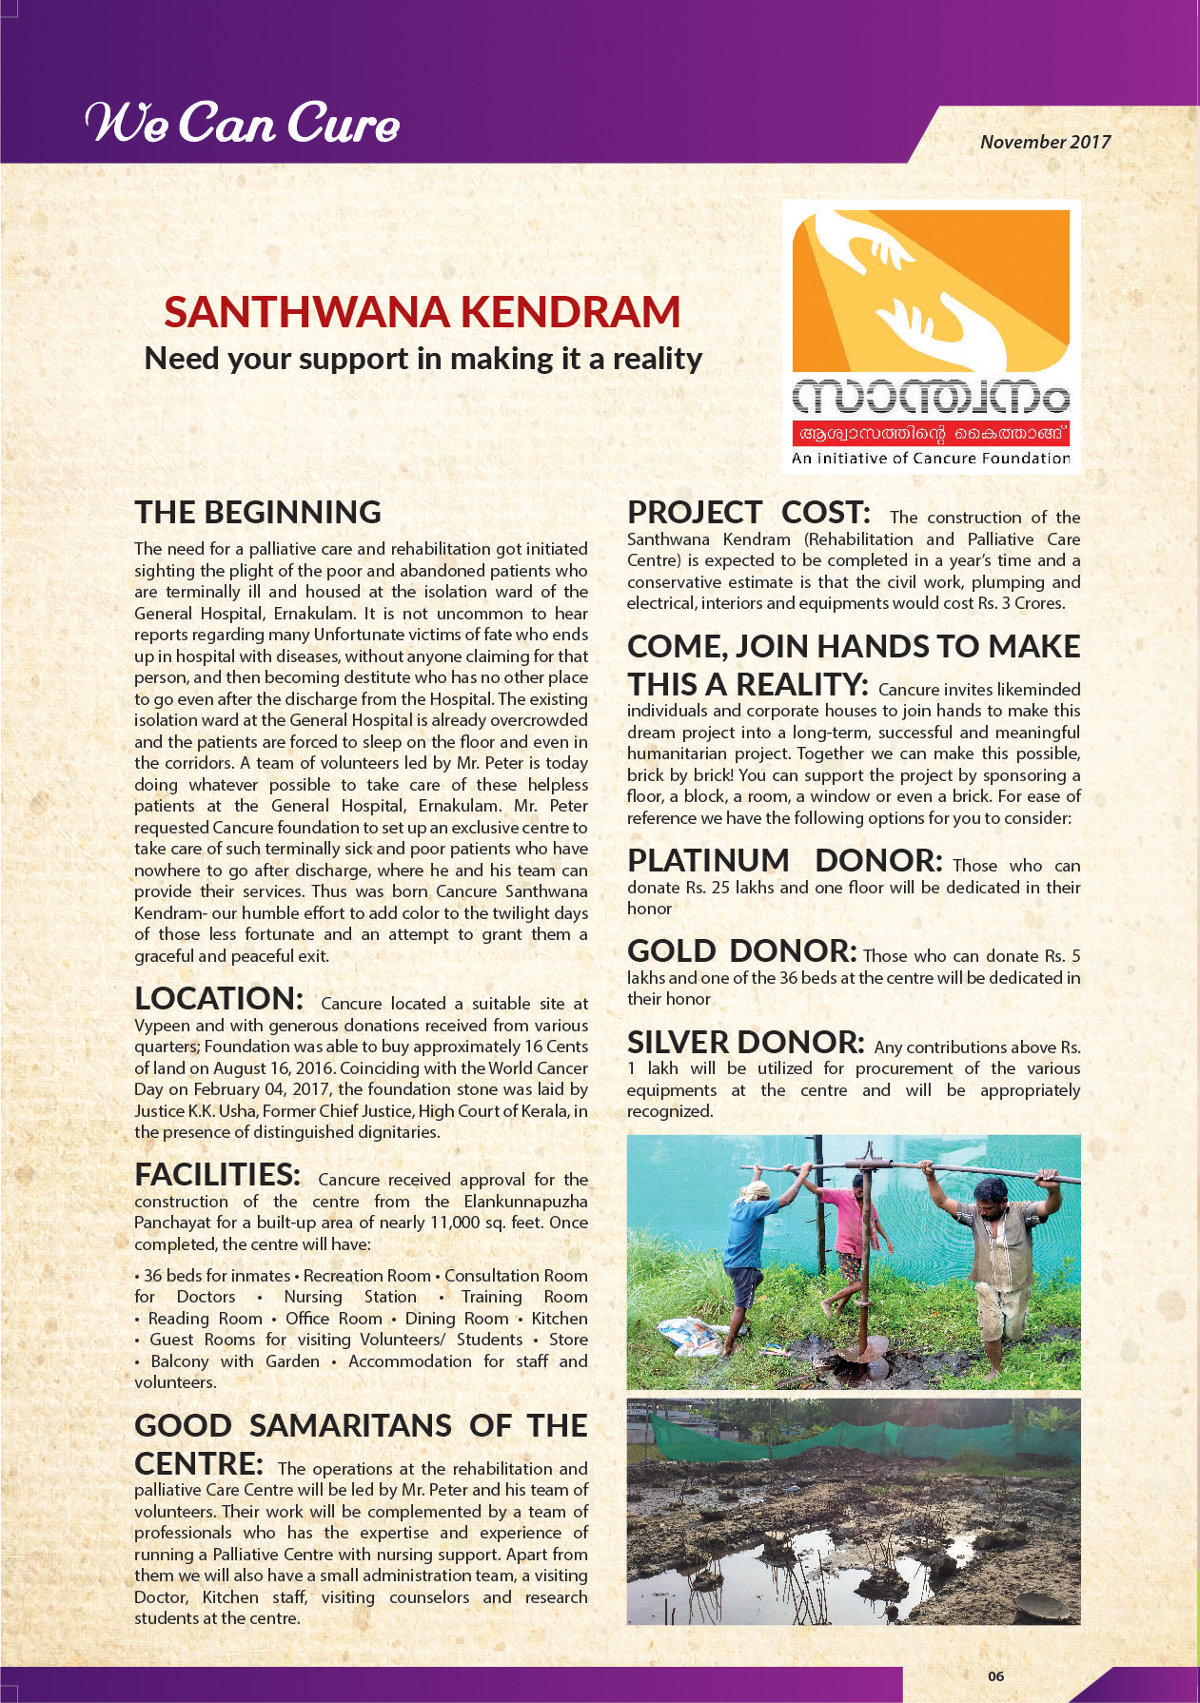 We Can Cure
November 2017
SANTHWANA KENDRAM
Need your support in making it a reality
സാന്ത്വനം
ആശ്വാസത്തിന്റെ കൈത്താങ്ങ്
An initiative of Cancure Foundation
THE BEGINNING
The need for a palliative care and rehabilitation got initiated
sighting the plight of the poor and abandoned patients who
are terminally ill and housed at the isolation ward of the
General Hospital, Ernakulam. It is not uncommon to hear
reports regarding many Unfortunate victims of fate who ends
up in hospital with diseases, without anyone claiming for that
person, and then becoming destitute who has no other place
to go even after the discharge from the Hospital. The existing
isolation ward at the General Hospital is already overcrowded
and the patients are forced to sleep on the floor and even in
the corridors. A team of volunteers led by Mr. Peter is today
doing whatever possible to take care of these helpless
patients at the General Hospital, Ernakulam. Mr. Peter
requested Cancure foundation to set up an exclusive centre to
take care of such terminally sick and poor patients who have
nowhere to go after discharge, where he and his team can
provide their services. Thus was born Cancure Santhwana
Kendram- our humble effort to add color to the twilight days
of those less fortunate and an attempt to grant them a
graceful and peaceful exit.
LOCATION: Cancure located a suitable site at
Vypeen and with generous donations received from various
quarters; Foundation was able to buy approximately 16 Cents
of land on August 16, 2016. Coinciding with the World Cancer
Day on February 04, 2017, the foundation stone was laid by
Justice K.K. Usha, Former Chief Justice, High Court of Kerala, in
the presence of distinguished dignitaries.
FACILITIES: Cancure received approval for the
construction of the centre from the Elankunnapuzha
Panchayat for a built-up area of nearly 11,000 sq. feet. Once
completed, the centre will have:
• 36 beds for inmates • Recreation Room • Consultation Room
for Doctors • Nursing Station • Training Room
• Reading Room • Office Room • Dining Room • Kitchen
• Guest Rooms for visiting Volunteers/ Students • Store
• Balcony with Garden • Accommodation for staff and
volunteers.
GOOD SAMARITANS OF THE
CENTRE: The operations at the rehabilitation and
palliative Care Centre will be led by Mr. Peter and his team of
volunteers. Their work will be complemented by a team of
professionals who has the expertise and experience of
running a Palliative Centre with nursing support. Apart from
them we will also have a small administration team, a visiting
Doctor, Kitchen staff, visiting counselors and research
students at the centre.
PROJECT COST: The construction of the
Santhwana Kendram (Rehabilitation and Palliative Care
Centre) is expected to be completed in a year's time and a
conservative estimate is that the civil work, plumping and
electrical, interiors and equipments would cost Rs. 3 Crores.
COME, JOIN HANDS TO MAKE
THIS A REALITY: Cancure invites likeminded
individuals and corporate houses to join hands to make this
dream project into a long-term, successful and meaningful
humanitarian project. Together we can make this possible,
brick by brick! You can support the project by sponsoring a
floor, a block, a room, a window or even a brick. For ease of
reference we have the following options for you to consider:
PLATINUM DONOR: Those who can
donate Rs. 25 lakhs and one floor will be dedicated in their
honor
GOLD DONOR: Those who can donate Rs. 5
lakhs and one of the 36 beds at the centre will be dedicated in
their honor
SILVER DONOR: Any contributions above Rs.
1 lakh will be utilized for procurement of the various
equipments at the centre and will be appropriately
recognized.
06